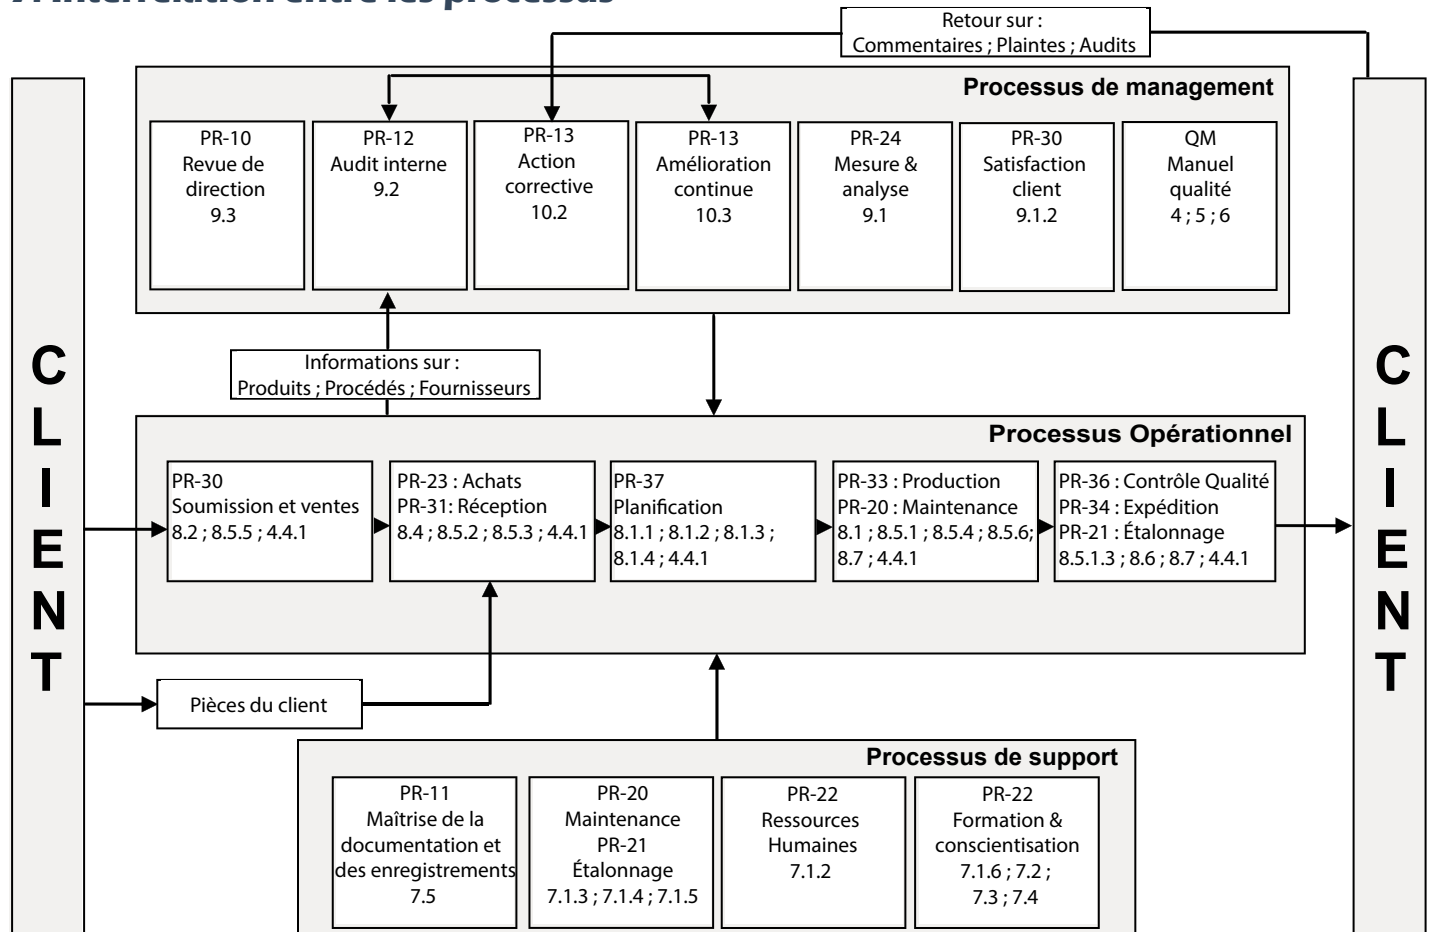 7. Interrelation entre les processus
Retour sur :
Commentaires ; Plaintes ; Audits
Processus de management
PR-10
Revue de
direction
9.3
PR-12
Audit interne
9.2
PR-13
Action
corrective
10.2
PR-13
Amélioration
continue
10.3
PR-24
Mesure &
analyse
9.1
PR-30
Satisfaction
client
9.1.2
QM
Manuel
qualité
4 ; 5 ; 6
CLIENT
CLIENT
Informations sur :
Produits ; Procédés ; Fournisseurs
Processus Opérationnel
PR-30
Soumission et ventes
8.2 ; 8.5.5 ; 4.4.1
PR-23 : Achats
PR-31: Réception
8.4 ; 8.5.2 ; 8.5.3 ; 4.4.1
PR-37
Planification
8.1.1 ; 8.1.2 ; 8.1.3 ;
8.1.4 ; 4.4.1
PR-33 : Production
PR-20 : Maintenance
8.1 ; 8.5.1 ; 8.5.4 ; 8.5.6;
8.7 ; 4.4.1
PR-36 : Contrôle Qualité
PR-34 : Expédition
PR-21 : Étalonnage
8.5.1.3 ; 8.6 ; 8.7 ; 4.4.1
Pièces du client
Processus de support
PR-11
Maîtrise de la
documentation et
des enregistrements
7.5
PR-20
Maintenance
PR-21
Étalonnage
7.1.3 ; 7.1.4 ; 7.1.5
PR-22
Ressources
Humaines
7.1.2
PR-22
Formation &
conscientisation
7.1.6 ; 7.2 ;
7.3 ; 7.4